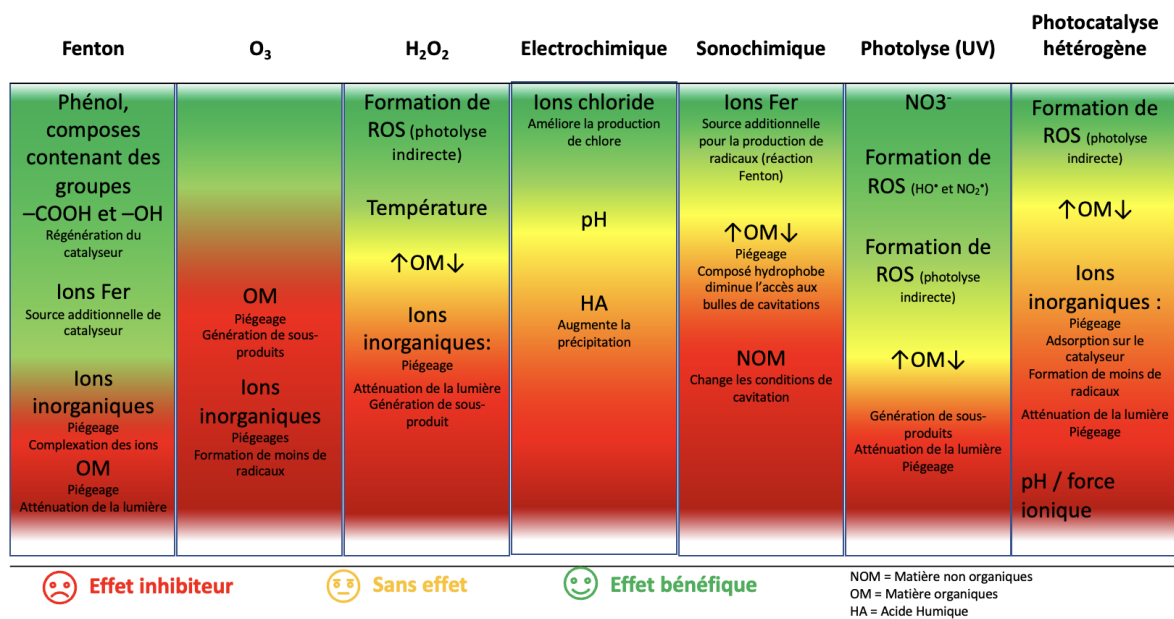 Fenton
O₃
H₂O₂
Electrochimique
Sonochimique
Photolyse (UV)
Photocatalyse
hétérogène
Phénol,
composes
contenant des
groupes
–COOH et –OH
Régénération du
catalyseur
Ions Fer
Source additionnelle de
catalyseur
Ions
inorganiques
Piégeage
Complexation des ions
OM
Piégeage
Atténuation de la lumière
OM
Piégeage
Génération de sous-
produits
Ions
inorganiques
Piégeages
Formation de moins de
radicaux
Formation de
ROS (photolyse
indirecte)
Température
↑OM↓
Ions
inorganiques:
Piégeage
Atténuation de la lumière
Génération de sous-
produit
Ions chloride
Améliore la production
de chlore
pH
HA
Augmente la
précipitation
Ions Fer
Source additionnelle
pour la production de
radicaux (réaction
Fenton)
↑OM↓
Piégeage
Composé hydrophobe
diminue l’accès aux
bulles de cavitations
NOM
Change les conditions de
cavitation
NO3⁻
Formation de
ROS (HO• et NO₂•)
Formation de
ROS (photolyse
indirecte)
↑OM↓
Génération de sous-
produits
Atténuation de la lumière
Piégeage
Formation de
ROS (photolyse
indirecte)
↑OM↓
Ions
inorganiques :
Piégeage
Adsorption sur le
catalyseur
Formation de moins de
radicaux
Atténuation de la lumière
Piégeage
pH / force
ionique
Effet inhibiteur
Sans effet
Effet bénéfique
NOM = Matière non organiques
OM = Matière organiques
HA = Acide Humique